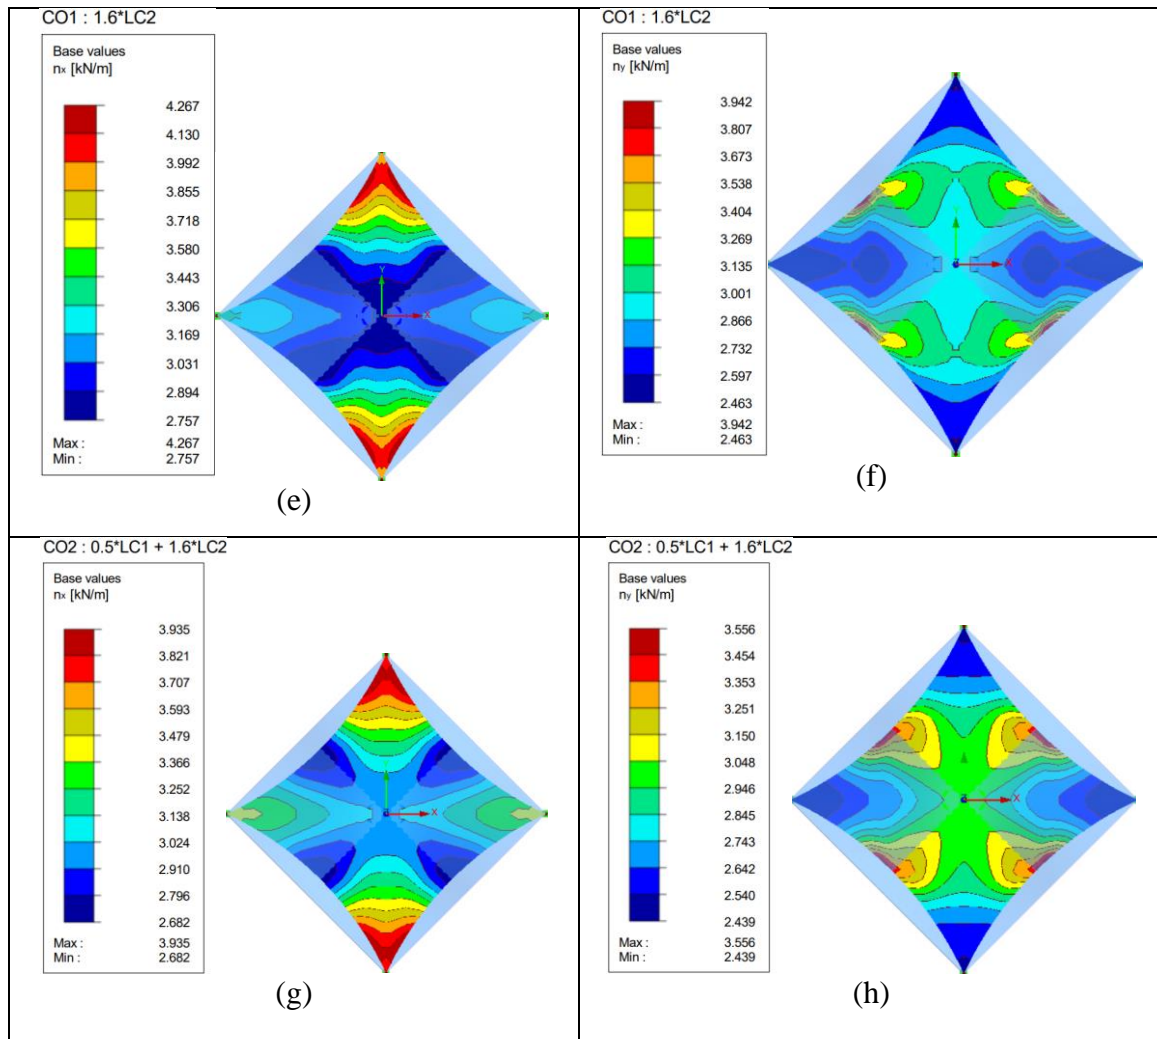 CO1 : 1.6*LC2
Base values
nx [kN/m]
4.267
4.130
3.992
3.855
3.718
3.580
3.443
3.306
3.169
3.031
2.894
2.757
Max : 4.267
Min : 2.757
Y
X
(e)
CO1 : 1.6*LC2
Base values
ny [kN/m]
3.942
3.807
3.673
3.538
3.404
3.269
3.135
3.001
2.866
2.732
2.597
2.463
Max : 3.942
Min : 2.463
X
(f)
CO2 : 0.5*LC1 + 1.6*LC2
Base values
nx [kN/m]
3.935
3.821
3.707
3.593
3.479
3.366
3.252
3.138
3.024
2.910
2.796
2.682
Max : 3.935
Min : 2.682
X
(g)
CO2 : 0.5*LC1 + 1.6*LC2
Base values
ny [kN/m]
3.556
3.454
3.353
3.251
3.150
3.048
2.946
2.845
2.743
2.642
2.540
2.439
Max : 3.556
Min : 2.439
X
(h)